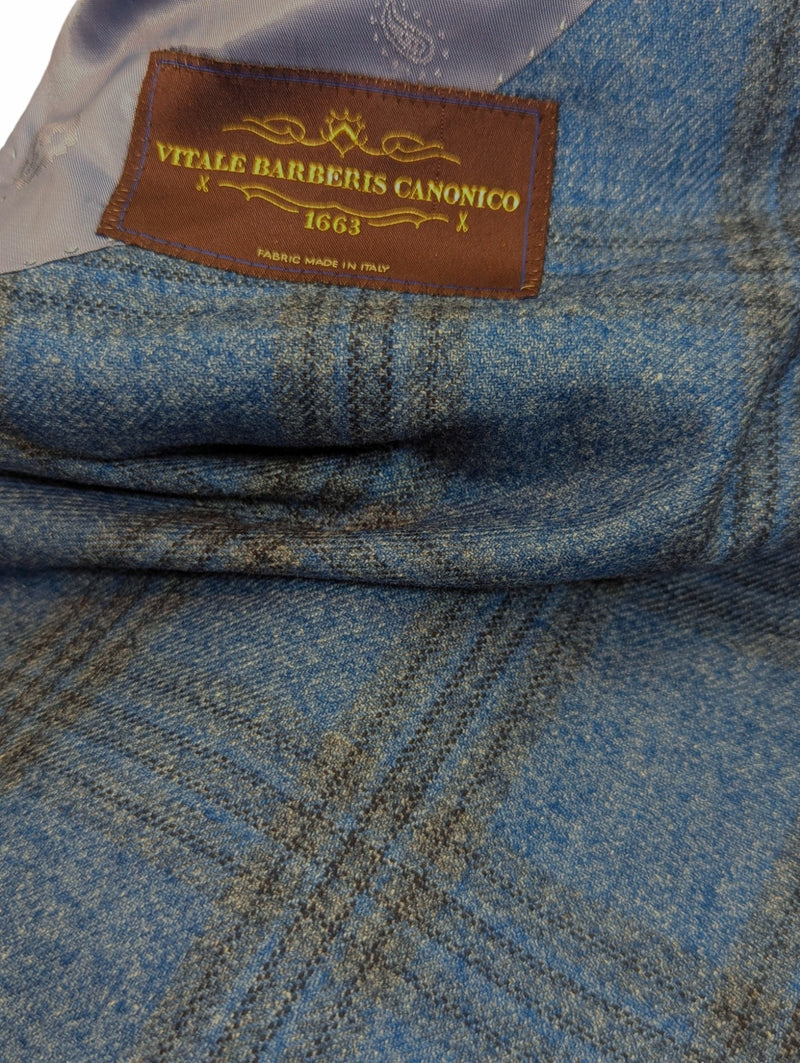 VITALE BARBERIS CANONICO
1663
FABRIC MADE IN ITALY